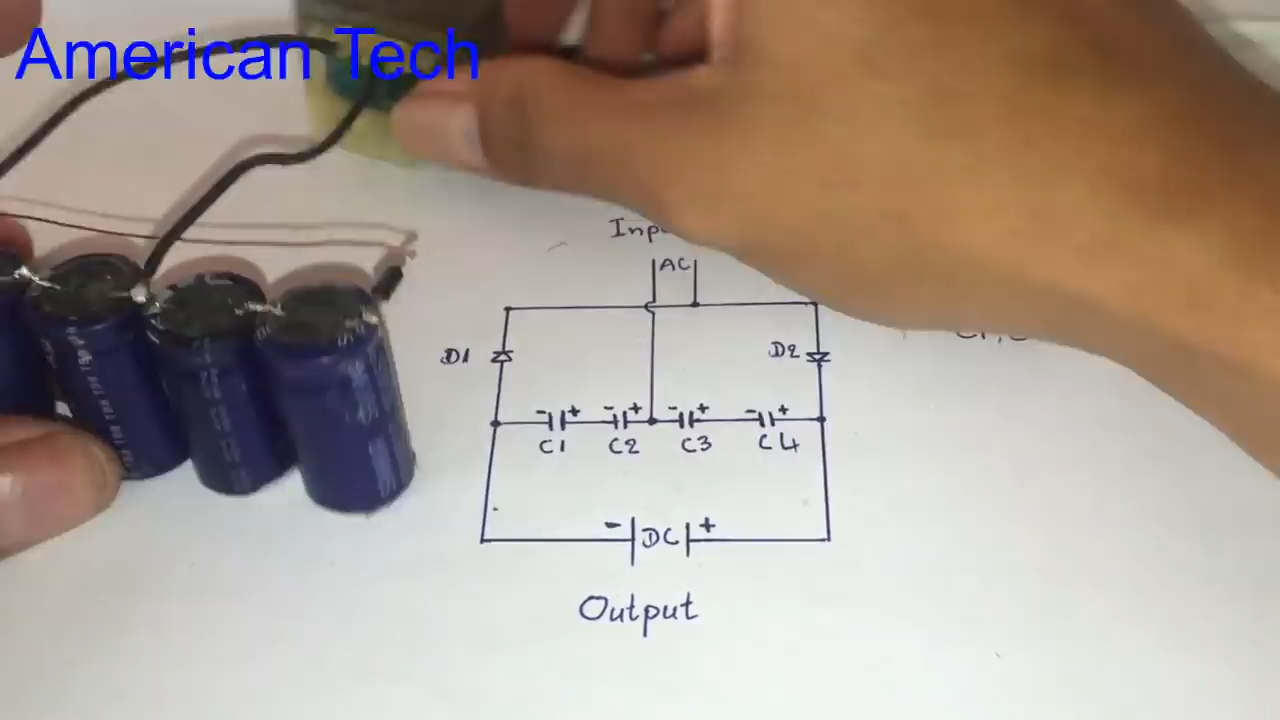 American Tech
AC
D1
D2
- + - + - + - +
C1 C2 C3 C4
- DC +
Output